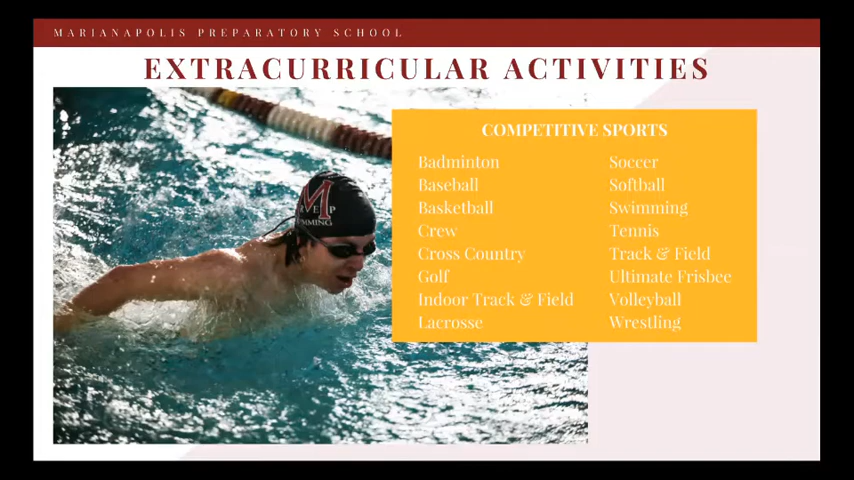 MARIANAPOLIS PREPARATORY SCHOOL
EXTRACURRICULAR ACTIVITIES
COMPETITIVE SPORTS
Badminton
Baseball
Basketball
Crew
Cross Country
Golf
Indoor Track & Field
Lacrosse
Soccer
Softball
Swimming
Tennis
Track & Field
Ultimate Frisbee
Volleyball
Wrestling
M